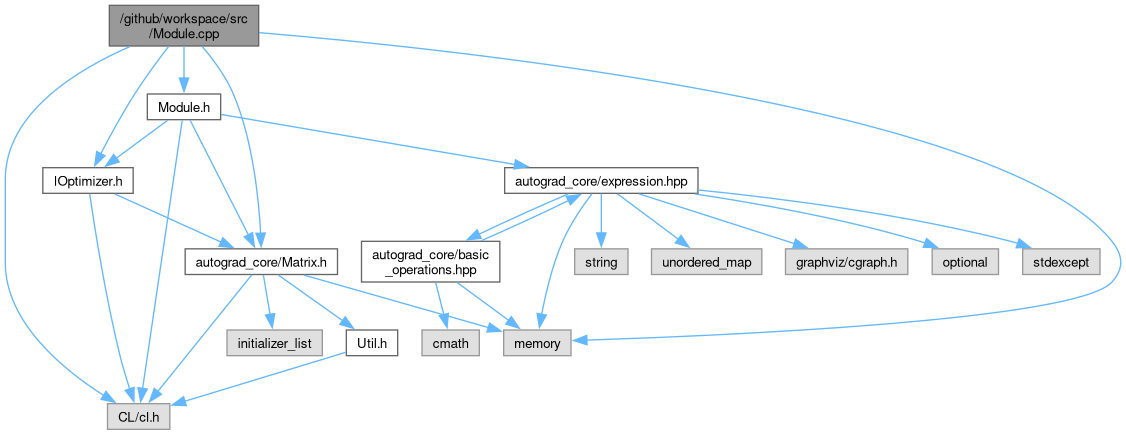 /github/workspace/src
/Module.cpp
Module.h
IOptimizer.h
autograd_core/expression.hpp
autograd_core/Matrix.h
autograd_core/basic
_operations.hpp
string
unordered_map
graphviz/cgraph.h
optional
stdexcept
initializer_list
Util.h
cmath
memory
CL/cl.h